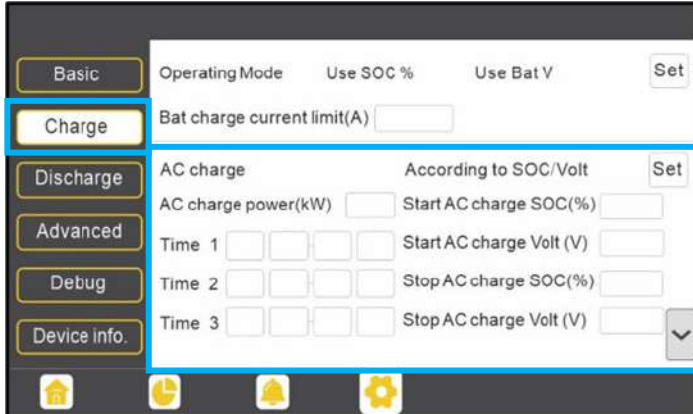 Basic
Charge
Discharge
Advanced
Debug
Device info.
Operating Mode Use SOC % Use Bat V Set
Bat charge current limit(A)
AC charge According to SOC/Volt Set
AC charge power(kW) Start AC charge SOC(%)
Time 1 Start AC charge Volt (V)
Time 2 Stop AC charge SOC(%)
Time 3 Stop AC charge Volt (V)